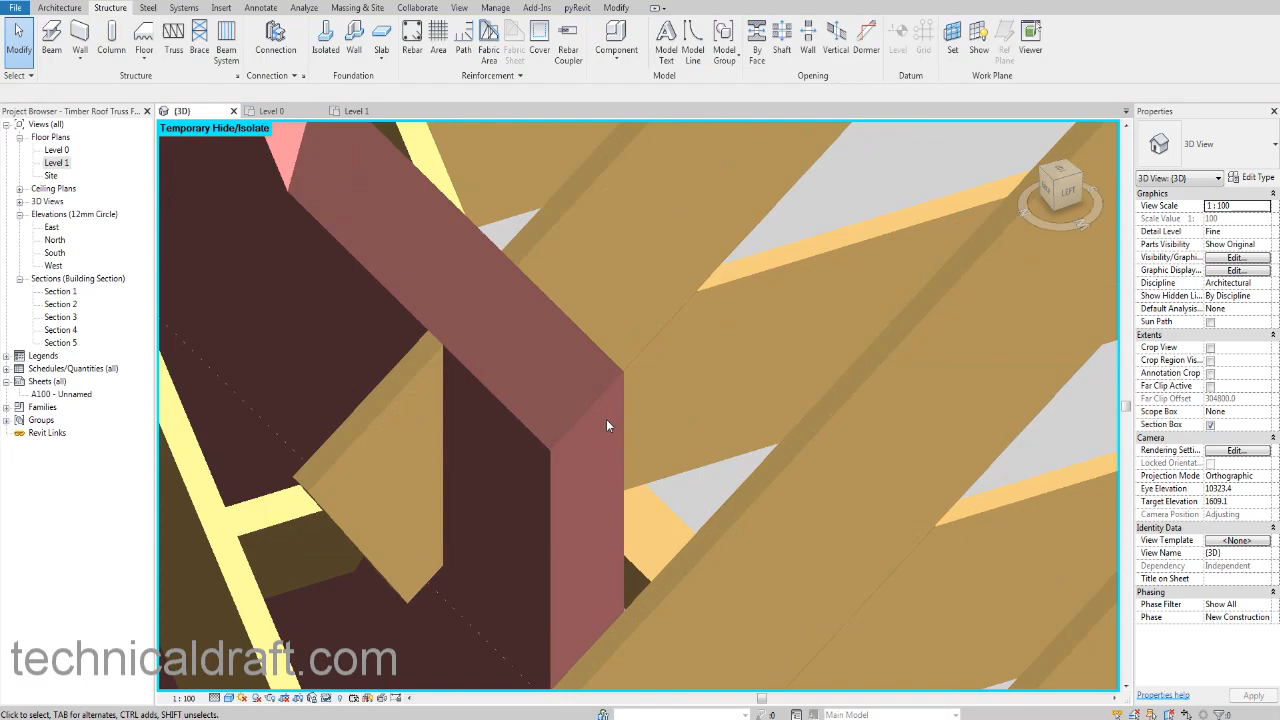 File Architecture Structure Steel Systems Insert Annotate Analyze Massing & Site Collaborate View Manage Add-Ins pyRevit Modify
Modify Beam Wall Column Floor Truss Brace Beam System Connection Isolated Wall Slab Rebar Area Path Fabric Area Fabric Sheet Cover Rebar Coupler Component Model Text Model Line Model Group By Face Shaft Wall Vertical Dormer Level Grid Set Show Ref Plane Viewer
Select Structure Connection Foundation Reinforcement Model Opening Datum Work Plane
Project Browser - Timber Roof Truss F...
{3D} Level 0 Level 1
Properties
Temporary Hide/Isolate
Views (all)
Floor Plans
Level 0
Level 1
Site
Ceiling Plans
3D Views
Elevations (12mm Circle)
East
North
South
West
Sections (Building Section)
Section 1
Section 2
Section 3
Section 4
Section 5
Legends
Schedules/Quantities (all)
Sheets (all)
A100 - Unnamed
Families
Groups
Revit Links
LEFT
3D View
3D View: {3D} Edit Type
Graphics
View Scale 1 : 100
Scale Value 1: 100
Detail Level Fine
Parts Visibility Show Original
Visibility/Graphi... Edit...
Graphic Display... Edit...
Discipline Architectural
Show Hidden Li... By Discipline
Default Analysis... None
Sun Path
Extents
Crop View
Crop Region Vis...
Annotation Crop
Far Clip Active
Far Clip Offset 304800.0
Scope Box None
Section Box
Camera
Rendering Setti... Edit...
Locked Orientat...
Projection Mode Orthographic
Eye Elevation 10323.4
Target Elevation 1609.1
Camera Position Adjusting
Identity Data
View Template <None>
View Name {3D}
Dependency Independent
Title on Sheet
Phasing
Phase Filter Show All
Phase New Construction
Properties help Apply
technicaldraft.com
1 : 100
Click to select, TAB for alternates, CTRL adds, SHIFT unselects.
:0 Main Model :0